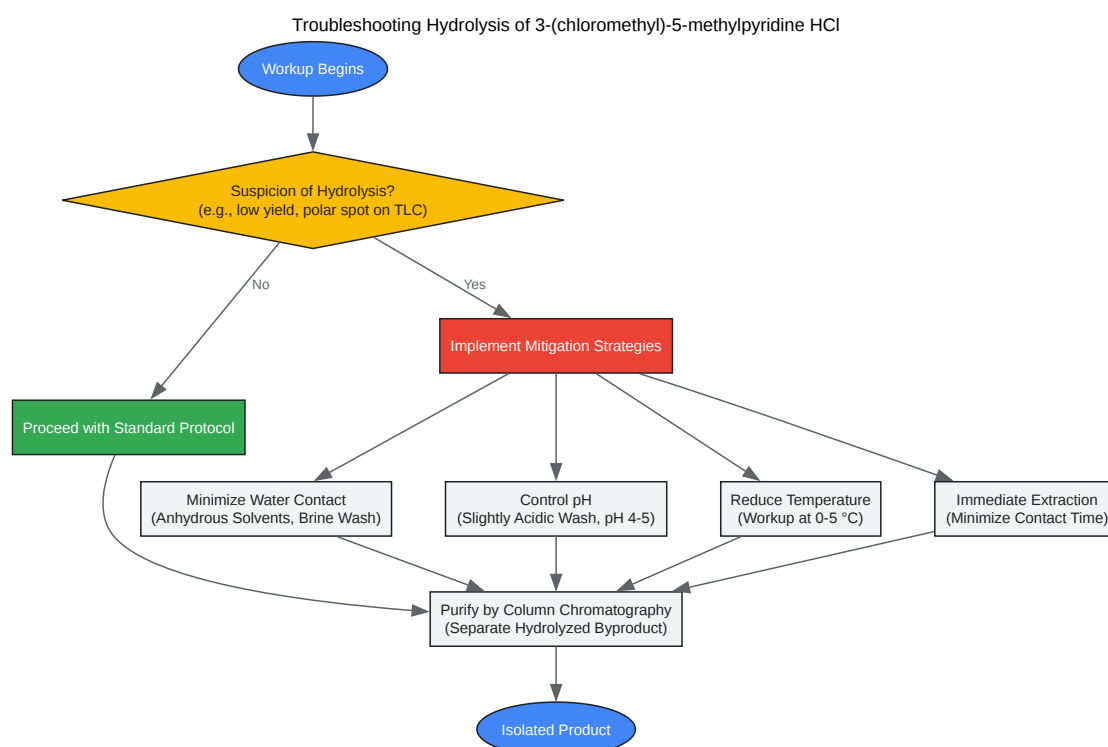 Troubleshooting Hydrolysis of 3-(chloromethyl)-5-methylpyridine HCl
Workup Begins
Suspicion of Hydrolysis?
(e.g., low yield, polar spot on TLC)
No
Yes
Implement Mitigation Strategies
Proceed with Standard Protocol
Minimize Water Contact
(Anhydrous Solvents, Brine Wash)
Control pH
(Slightly Acidic Wash, pH 4-5)
Reduce Temperature
(Workup at 0-5 °C)
Immediate Extraction
(Minimize Contact Time)
Purify by Column Chromatography
(Separate Hydrolyzed Byproduct)
Isolated Product